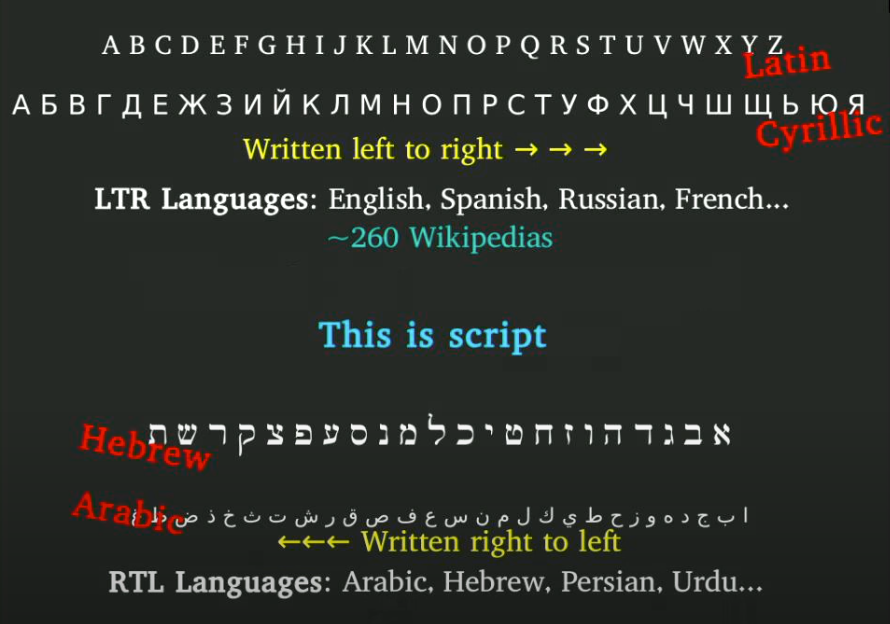 A B C D E F G H I J K L M N O P Q R S T U V W X Y Z
Latin
А Б В Г Д Е Ж З И Й К Л М Н О П Р С Т У Ф Х Ц Ч Ш Щ Ь Ю Я
Cyrillic
Written left to right → → →
LTR Languages: English, Spanish, Russian, French...
~260 Wikipedias
This is script
א ב ג ד ה ו ז ח ט י כ ל מ נ ס ע פ צ ק ר ש ת
Hebrew
ا ب ج د ه و ز ح ط ي ك ل م ن س ع ف ص ق ر ش ت ث خ ذ ض ظ غ
Arabic
←←← Written right to left
RTL Languages: Arabic, Hebrew, Persian, Urdu...